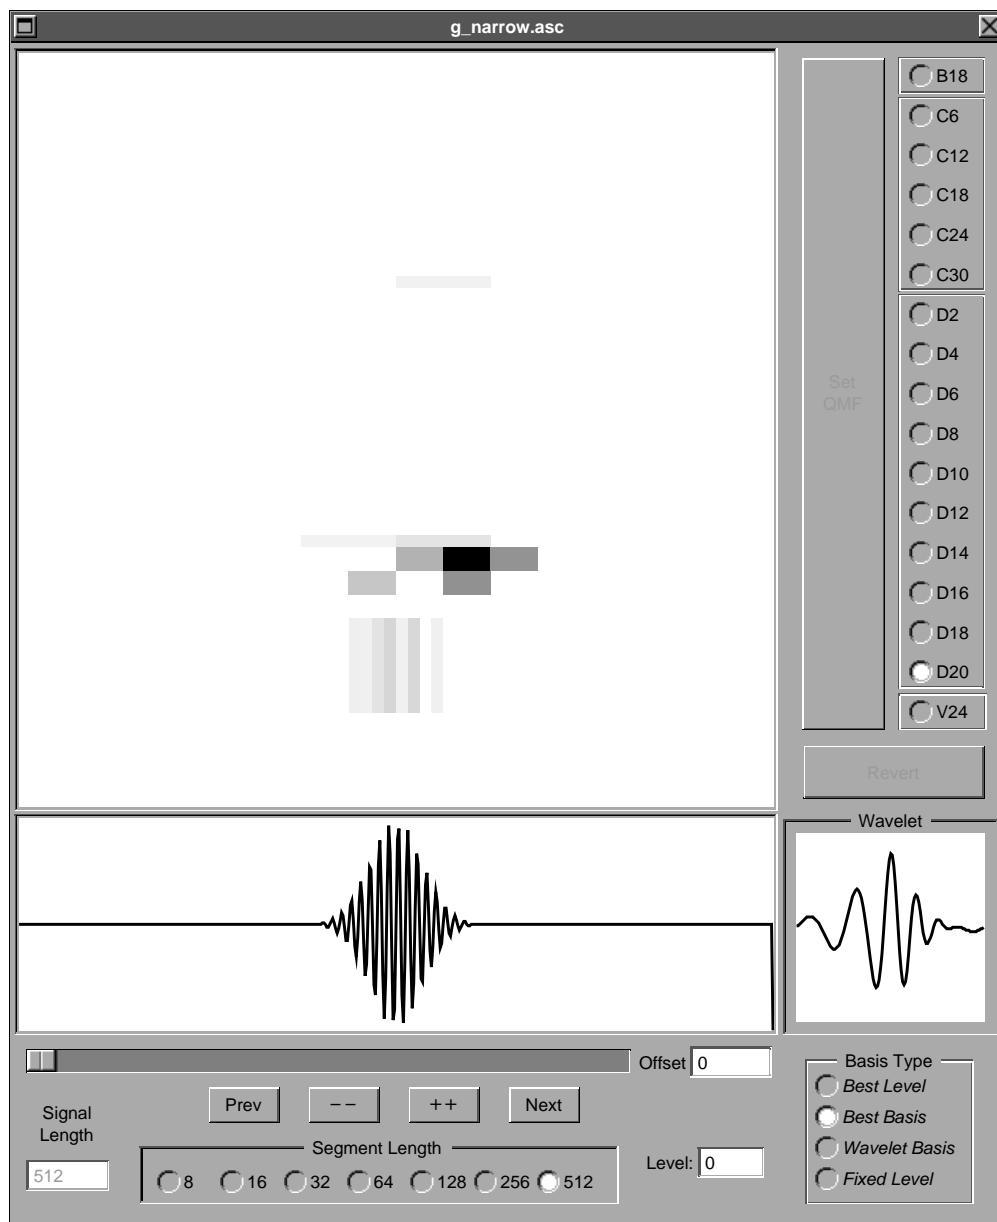 g_narrow.asc
B18
C6
C12
C18
C24
C30
D2
D4
D6
D8
D10
D12
D14
D16
D18
D20
V24
Set
QMF
Revert
Wavelet
Offset 0
Prev
--
++
Next
Signal
Length
512
Segment Length
8 16 32 64 128 256 512
Level: 0
Basis Type
Best Level
Best Basis
Wavelet Basis
Fixed Level